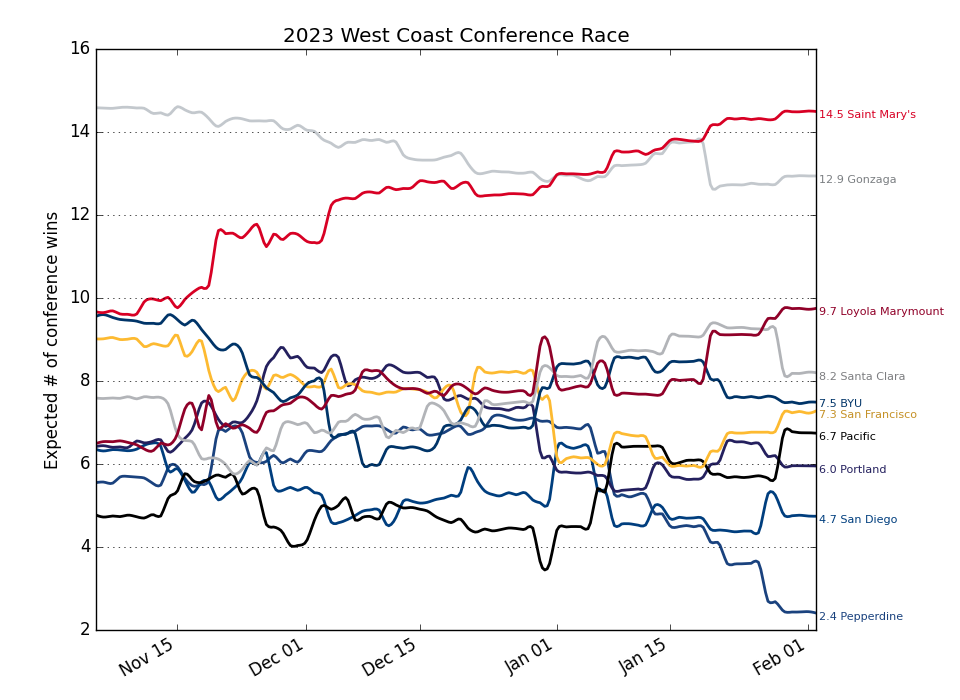 2023 West Coast Conference Race
Expected # of conference wins
16
14
12
10
8
6
4
2
14.5 Saint Mary's
12.9 Gonzaga
9.7 Loyola Marymount
8.2 Santa Clara
7.5 BYU
7.3 San Francisco
6.7 Pacific
6.0 Portland
4.7 San Diego
2.4 Pepperdine
Nov 15
Dec 01
Dec 15
Jan 01
Jan 15
Feb 01